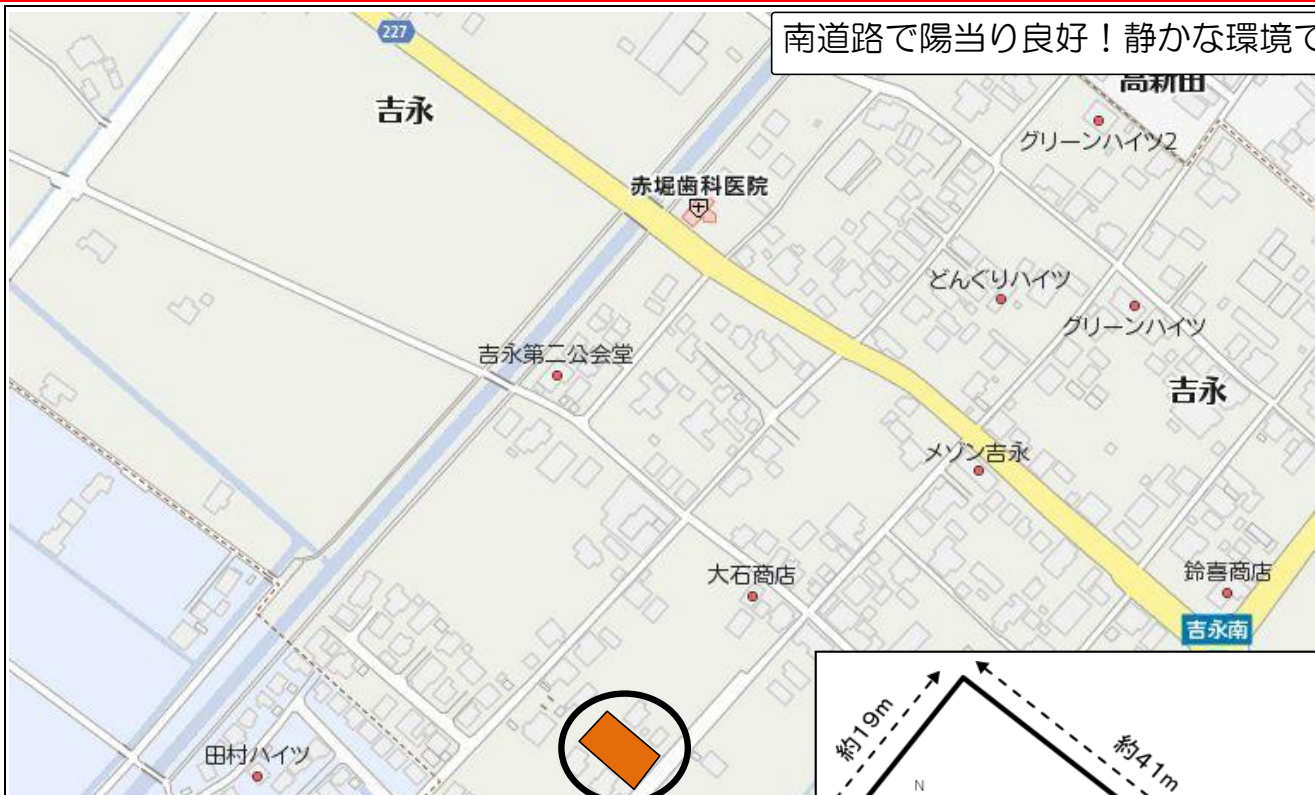 227
南道路で陽当り良好！静かな環境で
吉永
高新田
グリーンハイツ2
赤堀歯科医院
どんぐりハイツ
グリーンハイツ
吉永第二公会堂
吉永
メゾン吉永
大石商店
鈴喜商店
吉永南
約19m
約41m
田村ハイツ
N